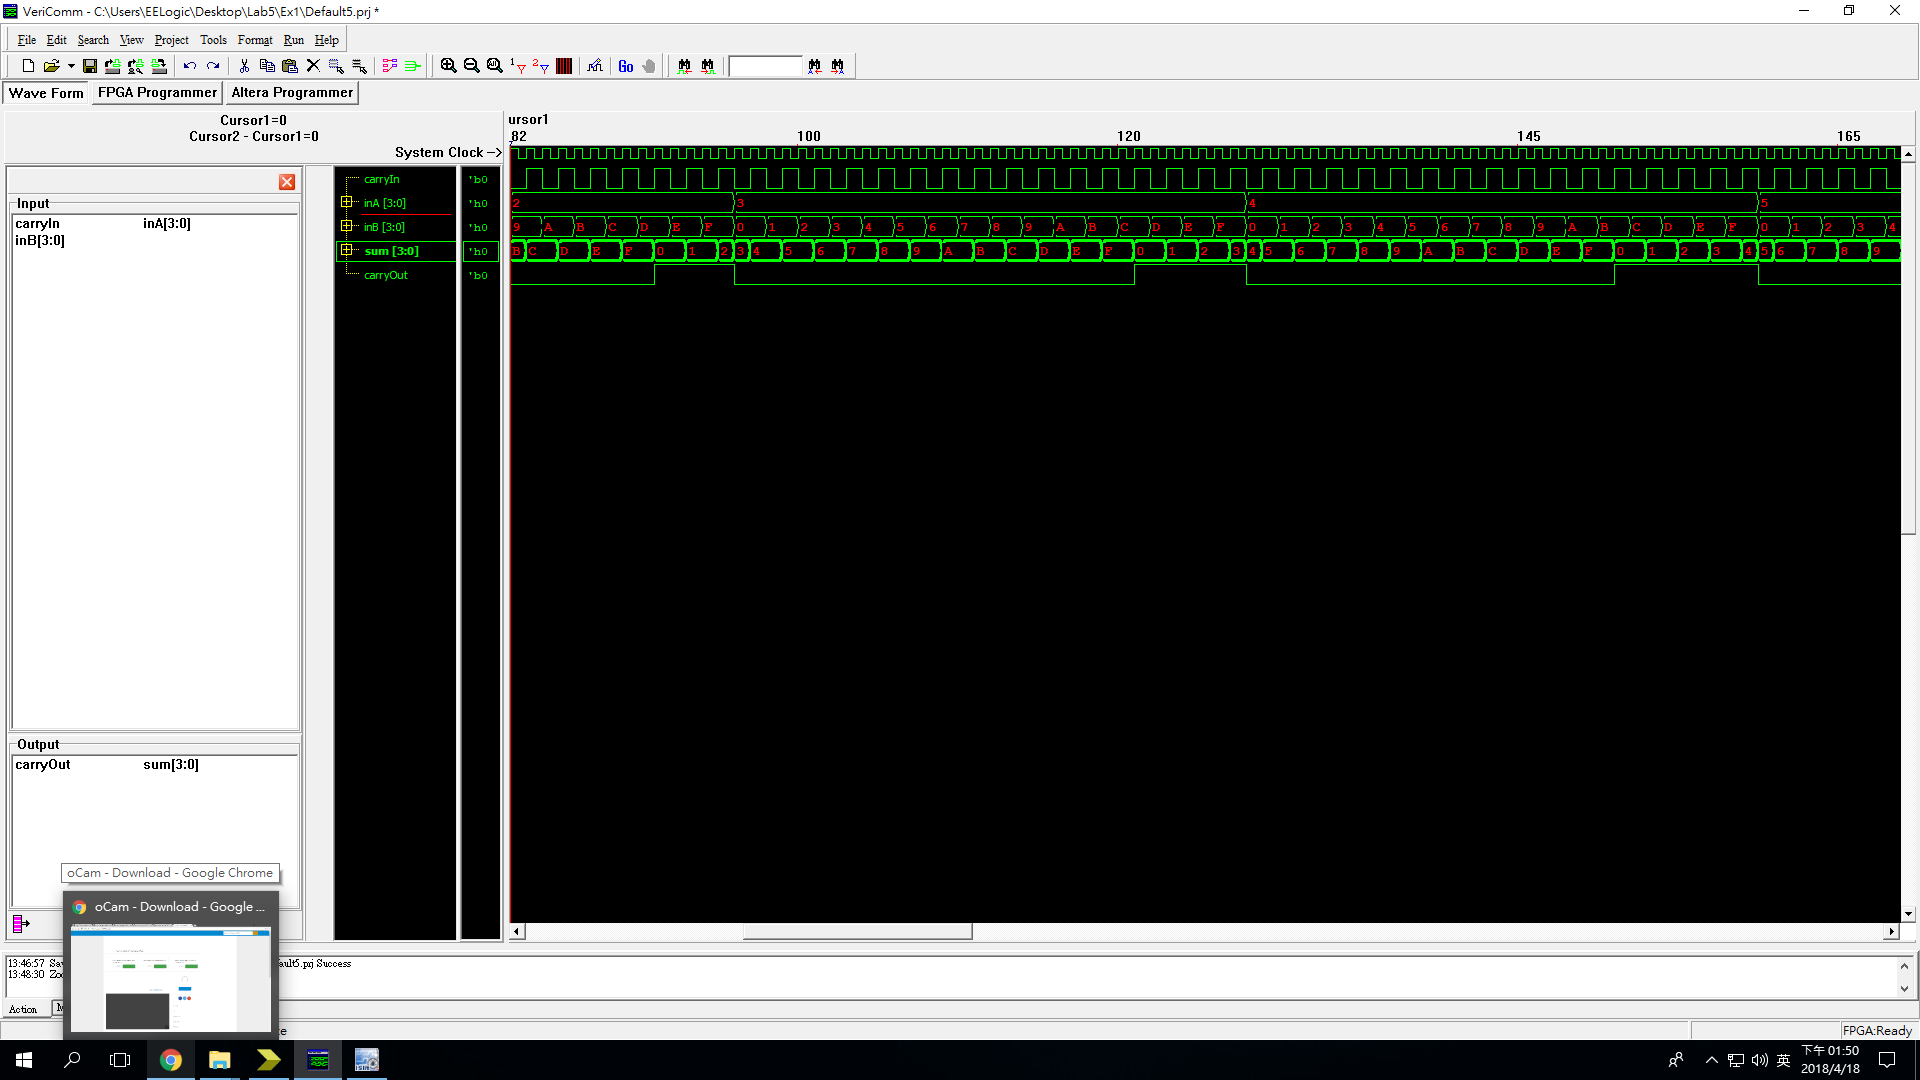 VeriComm - C:\Users\EELogic\Desktop\Lab5\Ex1\Default5.prj *
File Edit Search View Project Tools Format Run Help
1 2 Go
Wave Form FPGA Programmer Altera Programmer
Cursor1=0
Cursor2 - Cursor1=0
System Clock -->
ursor1
82 100 120 145 165
Input
carryIn inA[3:0]
inB[3:0]
carryIn 'b0
inA [3:0] 'h0 2 3 4 5
inB [3:0] 'h0 9 A B C D E F 0 1 2 3 4 5 6 7 8 9 A B C D E F 0 1 2 3 4 5 6 7 8 9 A B C D E F 0 1 2 3 4
sum [3:0] 'h0 B C D E F 0 1 2 3 4 5 6 7 8 9 A B C D E F 0 1 2 3 4 5 6 7 8 9 A B C D E F 0 1 2 3 4 5 6 7 8 9
carryOut 'b0
Output
carryOut sum[3:0]
oCam - Download - Google Chrome
oCam - Download - Google ...
13:46:57 Sav ault5.prj Success
13:48:30 Zoo
Action M
FPGA:Ready
英
下午 01:50
2018/4/18